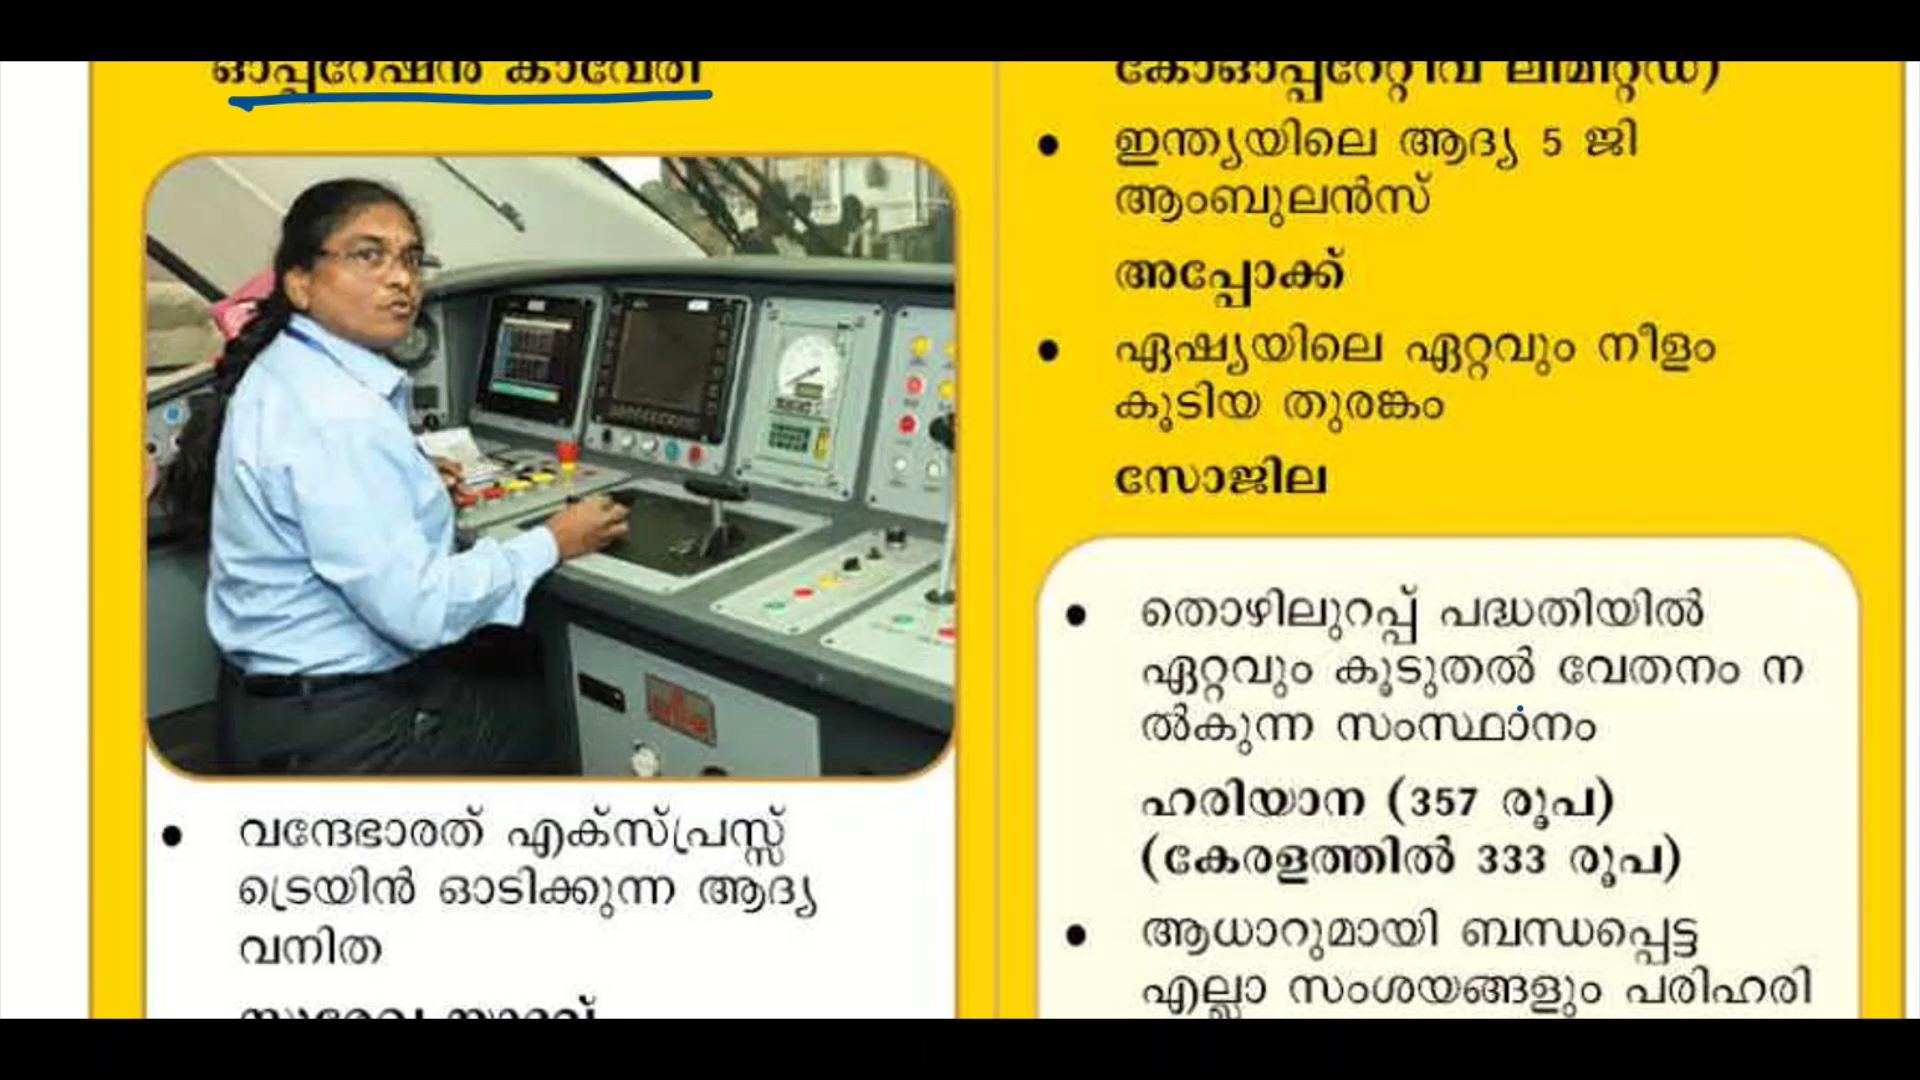 ഓപ്പറേഷൻ കാവേരി
വന്ദേഭാരത് എക്സ്പ്രസ്സ്
ട്രെയിൻ ഓടിക്കുന്ന ആദ്യ
വനിത
സുരേഖ യാദവ്
കോഓപ്പറേറ്റീവ് ലിമിറ്റഡ്)
ഇന്ത്യയിലെ ആദ്യ 5 ജി
ആംബുലൻസ്
അപ്പോക്ക്
ഏഷ്യയിലെ ഏറ്റവും നീളം
കൂടിയ തുരങ്കം
സോജില
തൊഴിലുറപ്പ് പദ്ധതിയിൽ
ഏറ്റവും കൂടുതൽ വേതനം ന
ൽകുന്ന സംസ്ഥാനം
ഹരിയാന (357 രൂപ)
(കേരളത്തിൽ 333 രൂപ)
ആധാറുമായി ബന്ധപ്പെട്ട
എല്ലാ സംശയങ്ങളും പരിഹരി